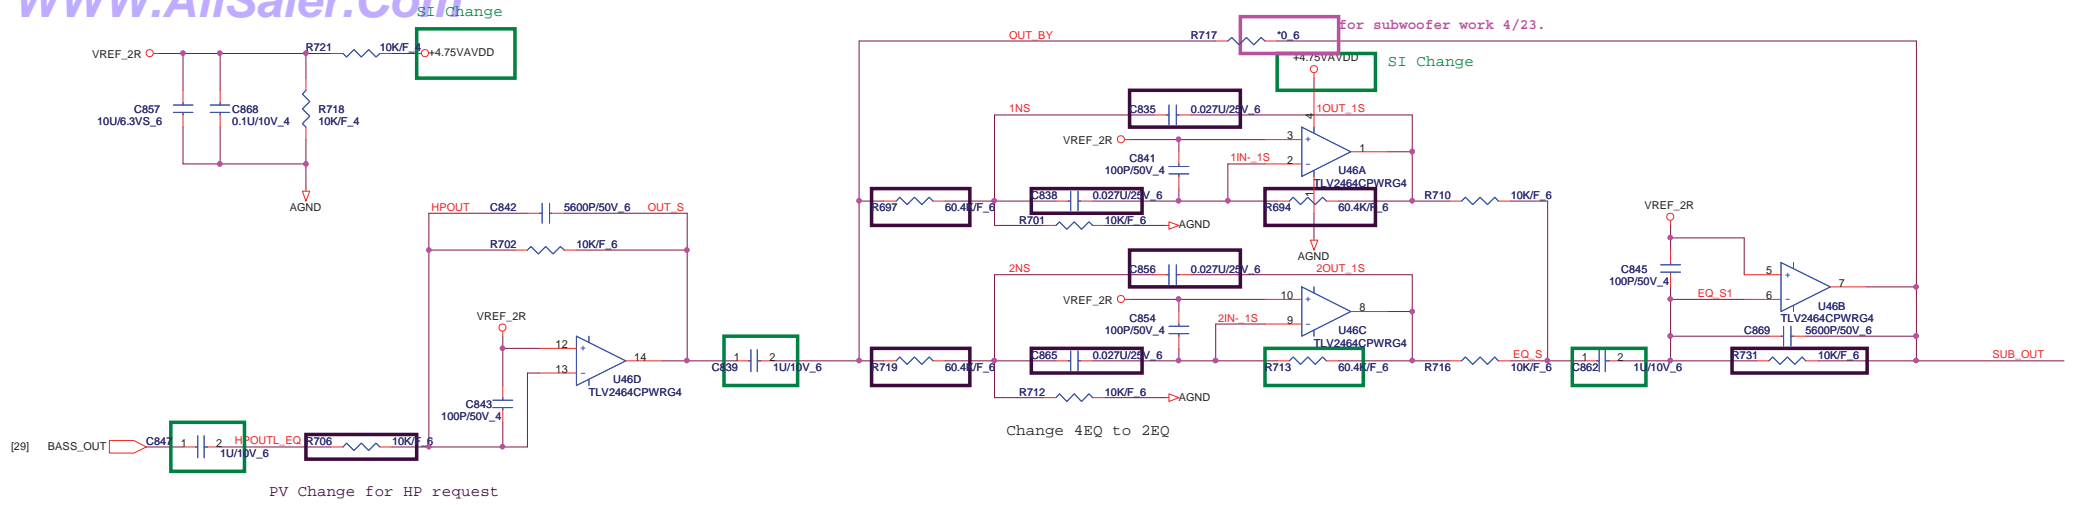 WWW.AllSaler.Com
SI Change
VREF_2R
R721
10K/F_4
+4.75VAVDD
C857
10U/6.3VS_6
C868
0.1U/10V_4
R718
10K/F_4
AGND
HPOUT
C842
5600P/50V_6
OUT_S
R702
10K/F_6
VREF_2R
12
13
14
+
-
U46D
TLV2464CPWRG4
C843
100P/50V_4
[29]
BASS_OUT
C847
1
2
1U/10V_6
HPOUTL_EQ
R706
10K/F_6
PV Change for HP request
C839
1
2
1U/10V_6
OUT_BY
R717
*0_6
for subwoofer work 4/23.
+4.75VAVDD
SI Change
1NS
C835
0.027U/25V_6
1OUT_1S
4
VREF_2R
3
2
1
+
-
C841
100P/50V_4
1IN-_1S
U46A
TLV2464CPWRG4
R697
60.4K/F_6
C838
0.027U/25V_6
R694
60.4K/F_6
R710
10K/F_6
R701
10K/F_6
AGND
AGND
2NS
C856
0.027U/25V_6
2OUT_1S
VREF_2R
10
9
8
+
-
C854
100P/50V_4
2IN-_1S
U46C
TLV2464CPWRG4
R719
60.4K/F_6
C865
0.027U/25V_6
R713
60.4K/F_6
R716
10K/F_6
EQ_S
R712
10K/F_6
AGND
Change 4EQ to 2EQ
C862
1
2
1U/10V_6
VREF_2R
C845
100P/50V_4
EQ_S1
5
6
7
+
-
U46B
TLV2464CPWRG4
C869
5600P/50V_6
R731
10K/F_6
SUB_OUT